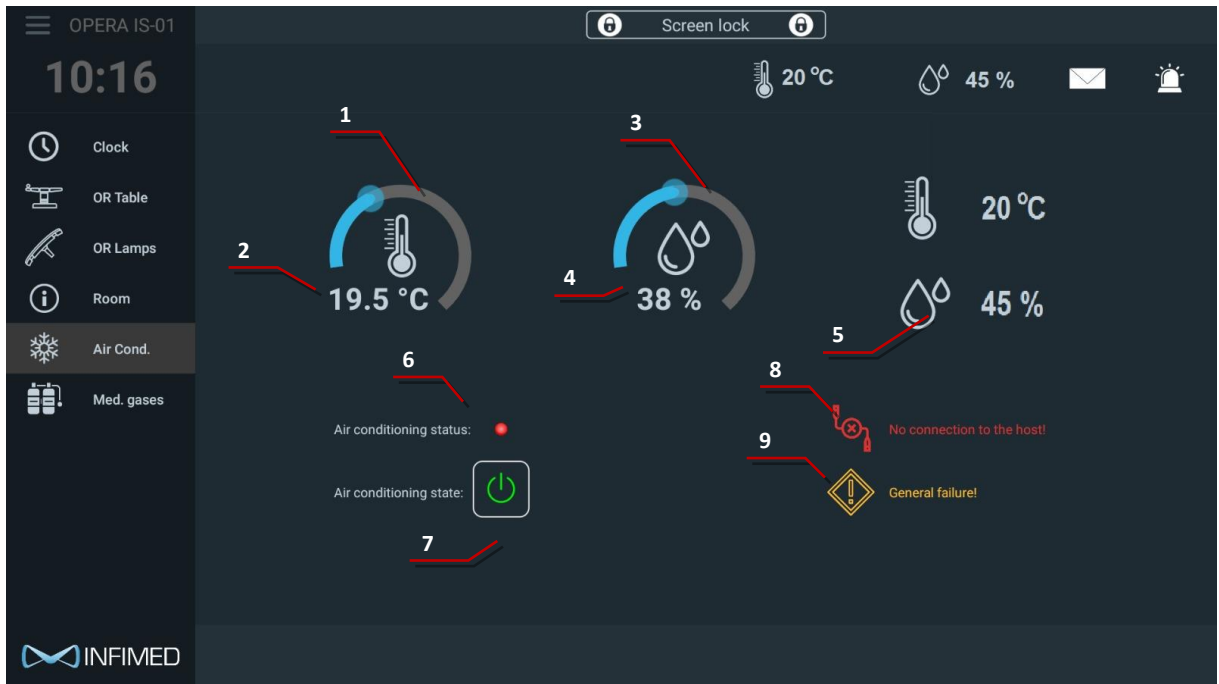 OPERA IS-01
Screen lock
10:16
20 °C
45 %
Clock
OR Table
OR Lamps
Room
Air Cond.
Med. gases
1
2
19.5 °C
3
4
38 %
20 °C
5
45 %
6
Air conditioning status:
7
Air conditioning state:
8
No connection to the host!
9
General failure!
INFIMED